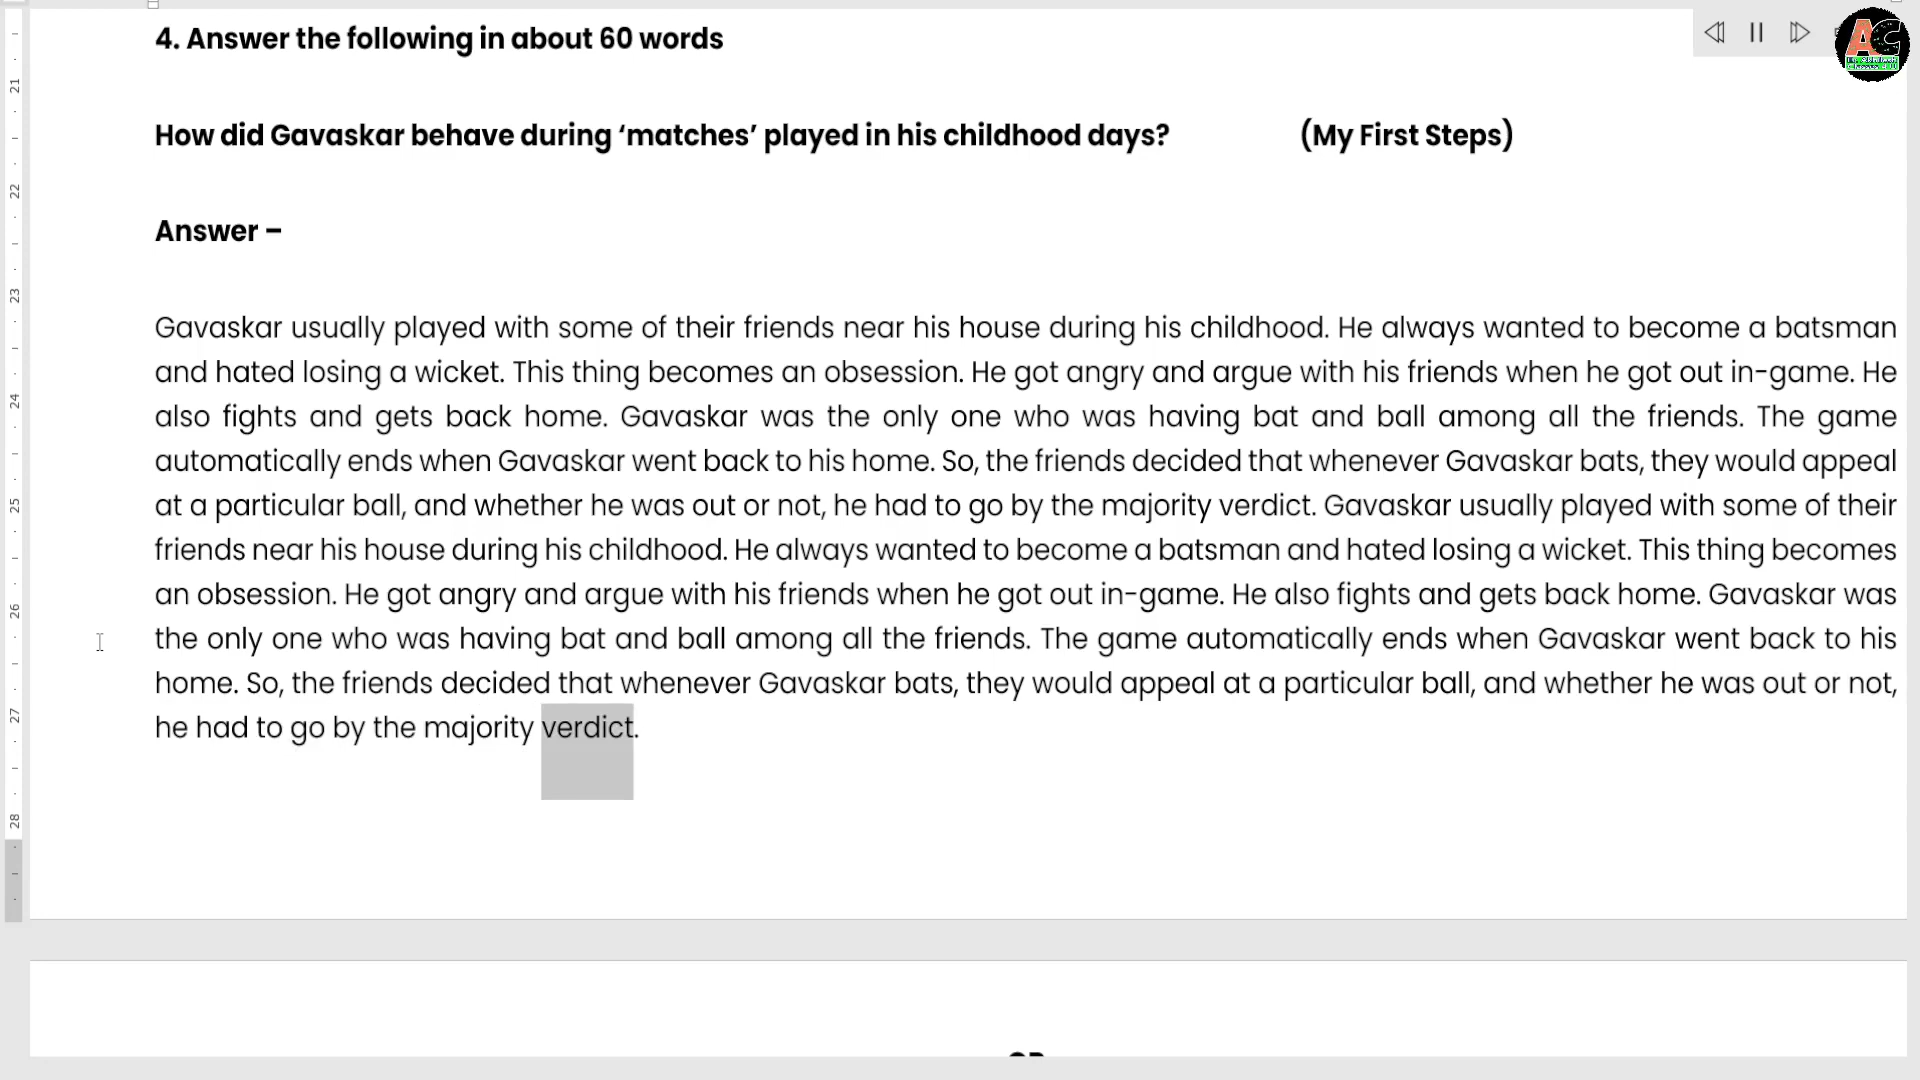 4. Answer the following in about 60 words
21
How did Gavaskar behave during ‘matches’ played in his childhood days? (My First Steps)
22
Answer –
23
Gavaskar usually played with some of their friends near his house during his childhood. He always wanted to become a batsman
and hated losing a wicket. This thing becomes an obsession. He got angry and argue with his friends when he got out in-game. He
24
also fights and gets back home. Gavaskar was the only one who was having bat and ball among all the friends. The game
automatically ends when Gavaskar went back to his home. So, the friends decided that whenever Gavaskar bats, they would appeal
25
at a particular ball, and whether he was out or not, he had to go by the majority verdict. Gavaskar usually played with some of their
friends near his house during his childhood. He always wanted to become a batsman and hated losing a wicket. This thing becomes
26
an obsession. He got angry and argue with his friends when he got out in-game. He also fights and gets back home. Gavaskar was
the only one who was having bat and ball among all the friends. The game automatically ends when Gavaskar went back to his
home. So, the friends decided that whenever Gavaskar bats, they would appeal at a particular ball, and whether he was out or not,
27
he had to go by the majority verdict.
28
AC